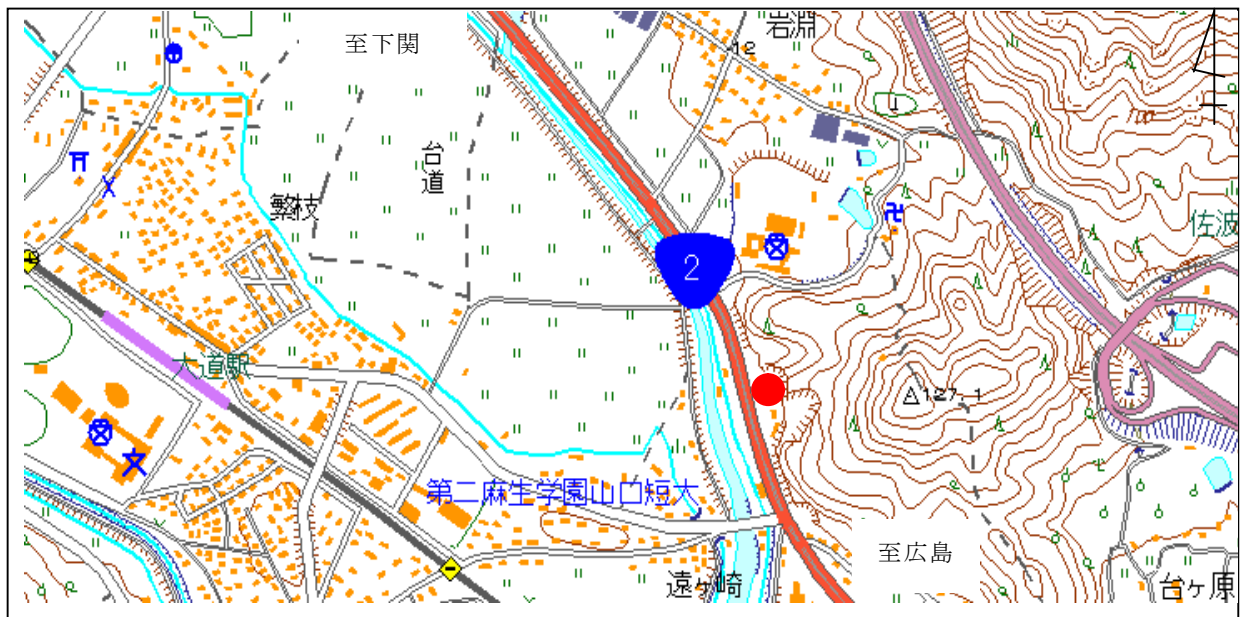 岩淵
至下関
12
台道
繁枝
2
佐波
大道駅
127.1
第二麻生学園山口短大
至広島
遠ヶ崎
台ヶ原